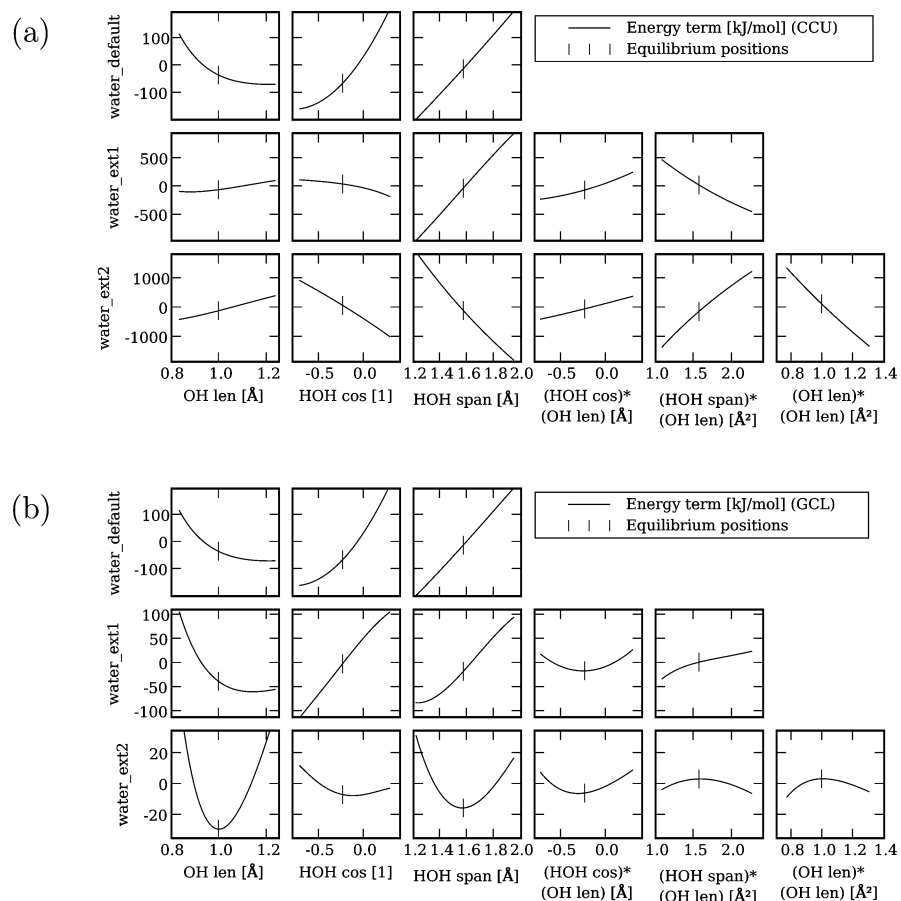 (a)
water_default
100
0
-100
Energy term [kJ/mol] (CCU)
Equilibrium positions
water_ext1
500
0
-500
water_ext2
1000
0
-1000
0.8 1.0 1.2
-0.5 0.0
1.2 1.4 1.6 1.8 2.0
-0.5 0.0
1.0 1.5 2.0
0.8 1.0 1.2 1.4
OH len [Å]
HOH cos [1]
HOH span [Å]
(HOH cos)*
(OH len) [Å]
(HOH span)*
(OH len) [Å²]
(OH len)*
(OH len) [Å²]
(b)
water_default
100
0
-100
Energy term [kJ/mol] (GCL)
Equilibrium positions
water_ext1
100
50
0
-50
-100
water_ext2
20
0
-20
0.8 1.0 1.2
-0.5 0.0
1.2 1.4 1.6 1.8 2.0
-0.5 0.0
1.0 1.5 2.0
0.8 1.0 1.2 1.4
OH len [Å]
HOH cos [1]
HOH span [Å]
(HOH cos)*
(OH len) [Å]
(HOH span)*
(OH len) [Å²]
(OH len)*
(OH len) [Å²]